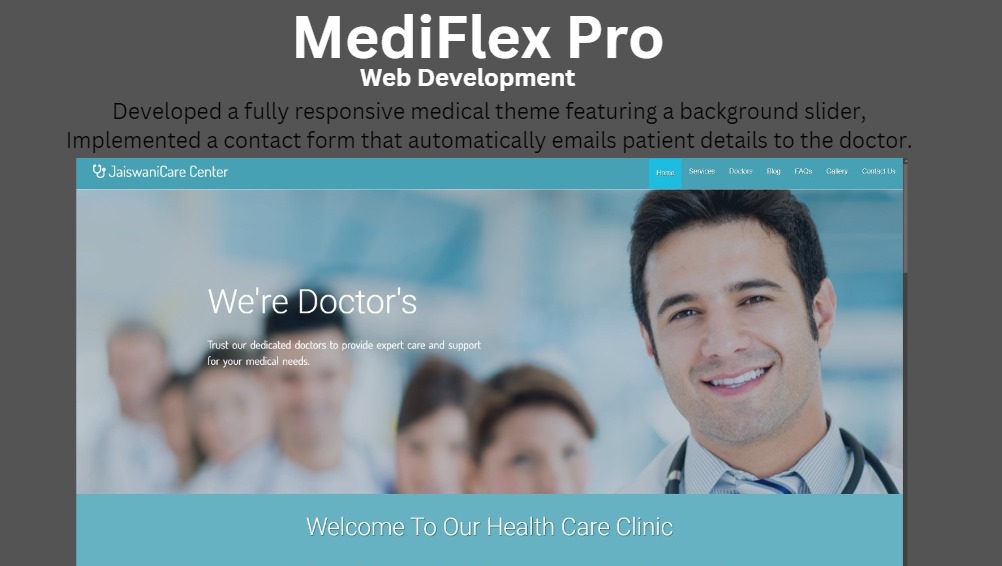 MediFlex Pro
Web Development
Developed a fully responsive medical theme featuring a background slider,
Implemented a contact form that automatically emails patient details to the doctor.
JaiswaniCare Center
Home Services Doctors Blog FAQs Gallery Contact Us
We're Doctor's
Trust our dedicated doctors to provide expert care and support
for your medical needs.
Welcome To Our Health Care Clinic